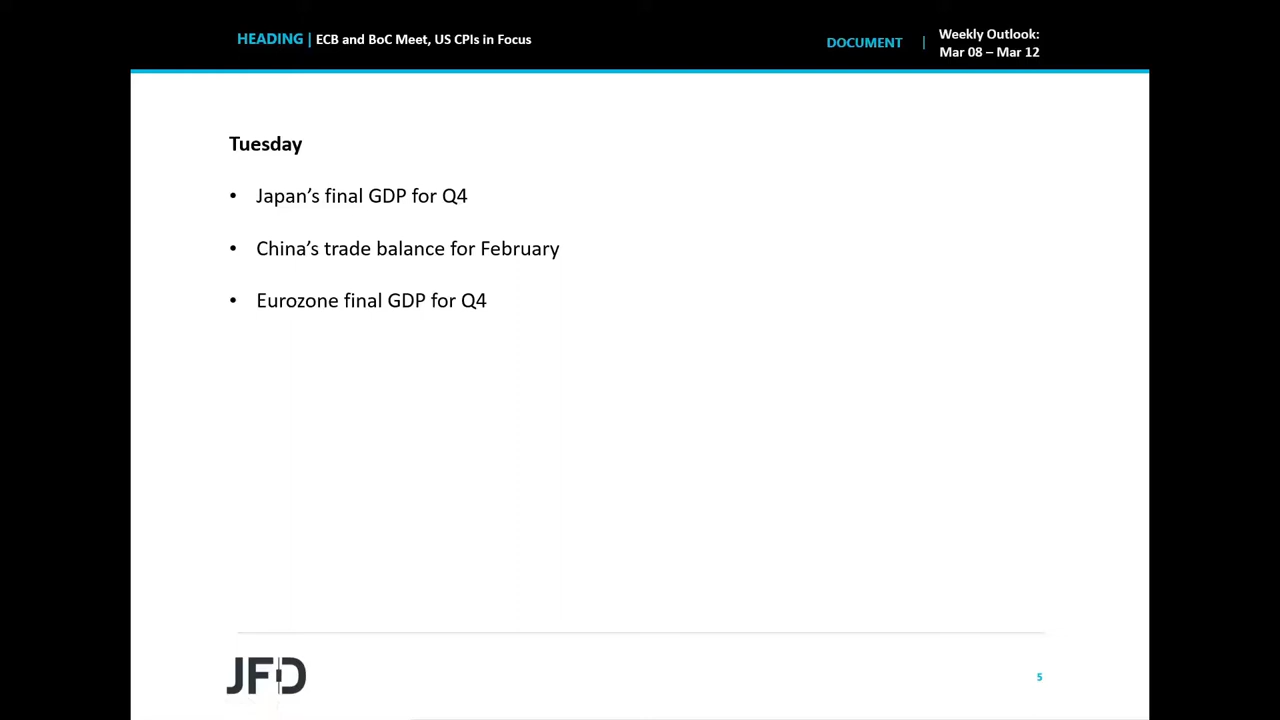 HEADING | ECB and BoC Meet, US CPIs in Focus
DOCUMENT | Weekly Outlook:
Mar 08 – Mar 12
Tuesday
• Japan’s final GDP for Q4
• China’s trade balance for February
• Eurozone final GDP for Q4
JFD
5